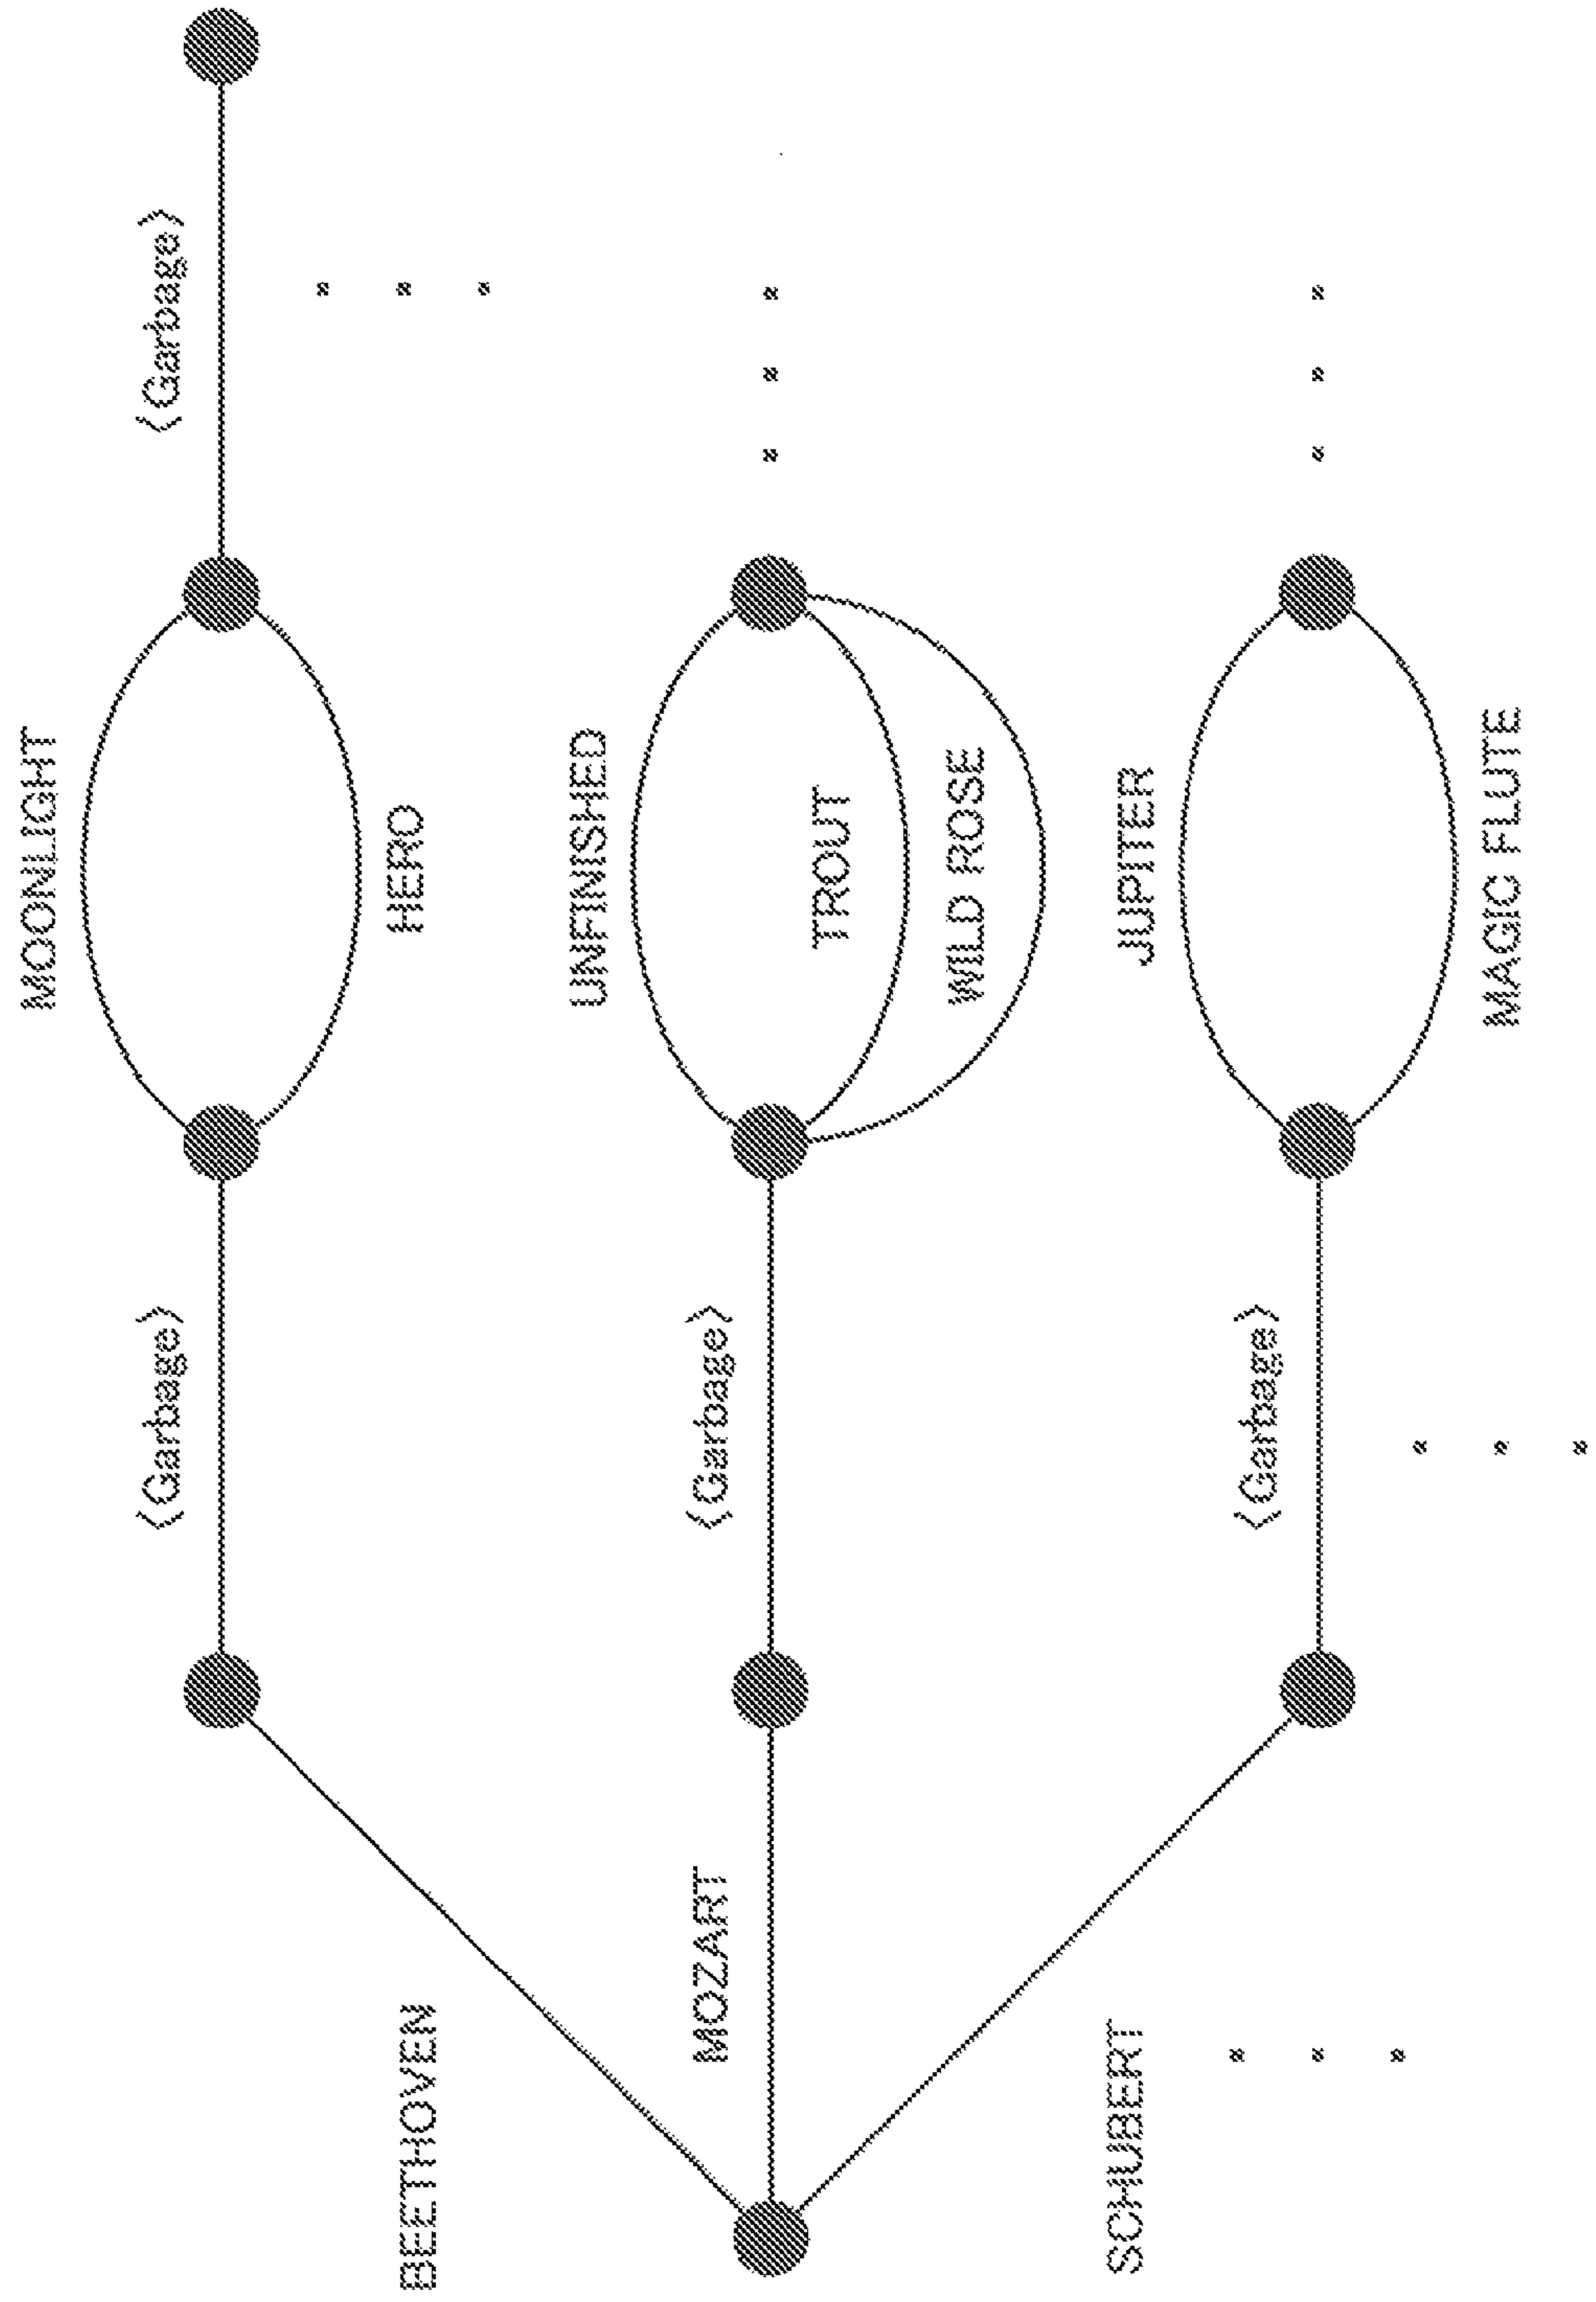 MOONLIGHT
⟨Garbage⟩
⟨Garbage⟩
HERO
BEETHOVEN
UNFINISHED
MOZART
⟨Garbage⟩
TROUT
WILD ROSE
JUPITER
SCHUBERT
⟨Garbage⟩
MAGIC FLUTE